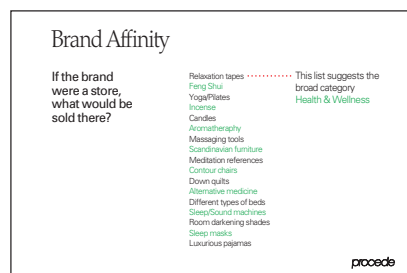 Brand Affinity
If the brand
were a store,
what would be
sold there?
Relaxation tapes
Feng Shui
Yoga/Pilates
Incense
Candles
Aromatheraphy
Massaging tools
Scandinavian furniture
Meditation references
Contour chairs
Down quilts
Alternative medicine
Different types of beds
Sleep/Sound machines
Room darkening shades
Sleep masks
Luxurious pajamas
This list suggests the
broad category
Health & Wellness
procede